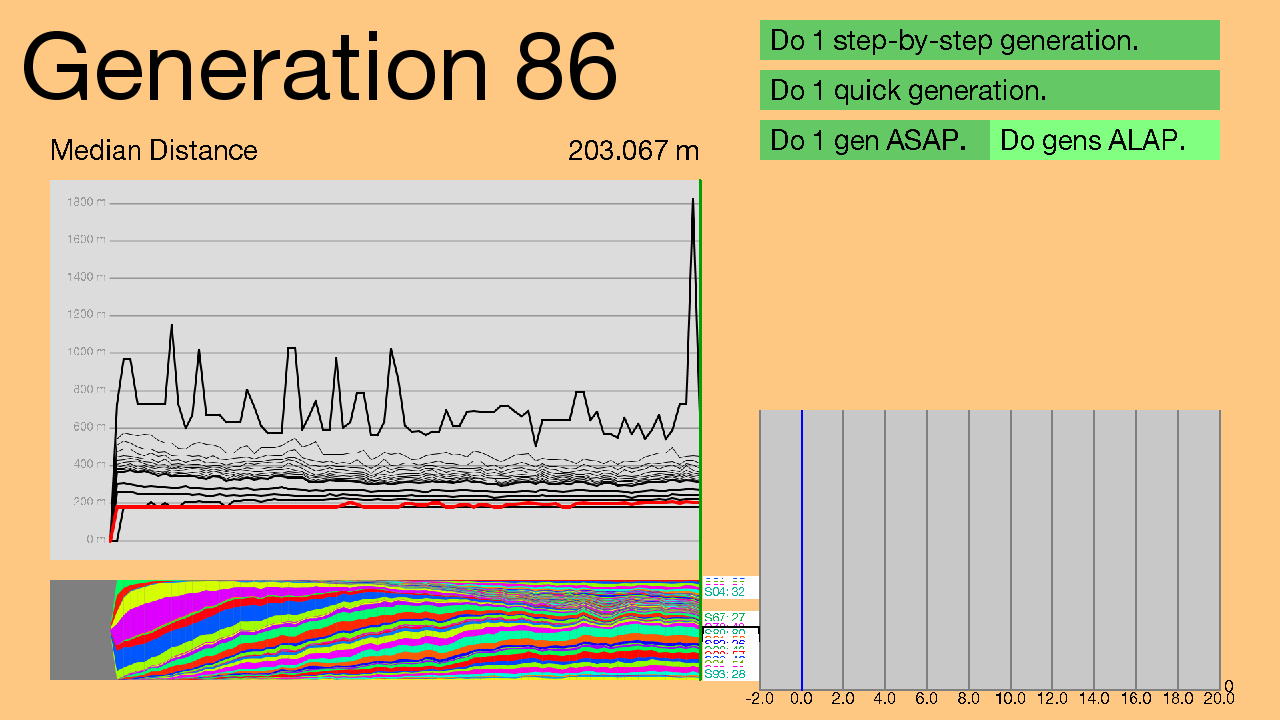 Generation 86
Do 1 step-by-step generation.
Do 1 quick generation.
Do 1 gen ASAP.
Do gens ALAP.
Median Distance 203.067 m
1800 m
1600 m
1400 m
1200 m
1000 m
800 m
600 m
400 m
200 m
0 m
S04: 32
S67: 27
S93: 28
0
-2.0 0.0 2.0 4.0 6.0 8.0 10.0 12.0 14.0 16.0 18.0 20.0